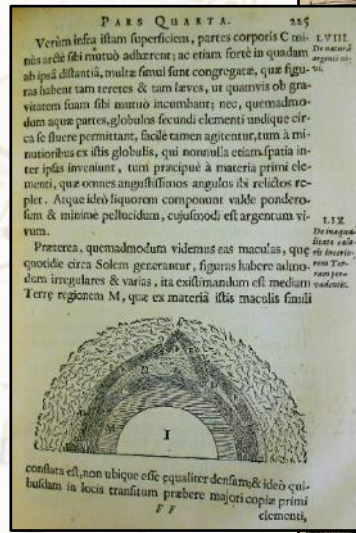 PARS QUARTA. 225
Verùm infra istam superficiem, partes corporis C mi-
nùs arctè sibi mutuò adhærent; ac etiam fortè in quadam
ab ipsâ distantiâ, multæ simul sunt congregatæ, quæ figu-
ras habent tam teretes & tam læves, ut quamvis ob gra-
vitatem suam sibi mutuò incumbant; nec, quemadmo-
dum aquæ partes, globulos secundi elementi undique cir-
ca se fluere permittant, facilè tamen agitentur, tum à mi-
nutioribus ex istis globulis, qui nonnulla etiam spatia in-
ter ipsas inveniunt, tum præcipuè à materia primi ele-
menti, quæ omnes angustissimos angulos ibi relictos re-
plet. Atque ideò liquorem componunt valde pondero-
sum & minimè pellucidum, cujusmodi est argentum vi-
vum.
LVIII.
De naturâ
argenti vi-
vi.
Præterea, quemadmodum videmus eas maculas, quę
quotidie circa Solem generantur, figuras habere admo-
dum irregulares & varias, ita existimandum est mediam
Terrę regionem M, quæ ex materiâ istis maculis simili
LIX.
De inæqua-
litate calo-
ris interio-
rem Ter-
ram per-
vadentis.
M
I
conflata est, non ubique esse equaliter densam; & ideò qui-
busdam in locis transitum præbere majori copię primi
F F
elementi,